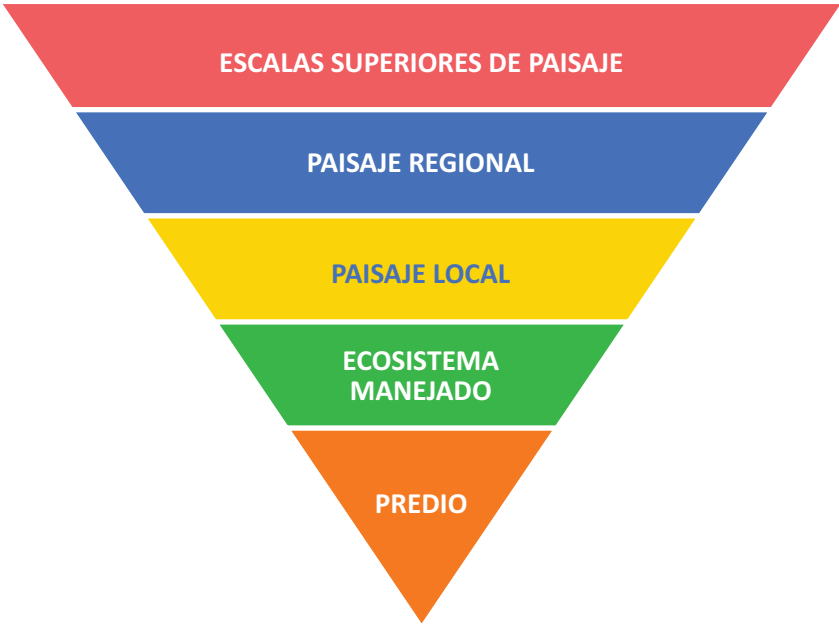 ESCALAS SUPERIORES DE PAISAJE
PAISAJE REGIONAL
PAISAJE LOCAL
ECOSISTEMA
MANEJADO
PREDIO